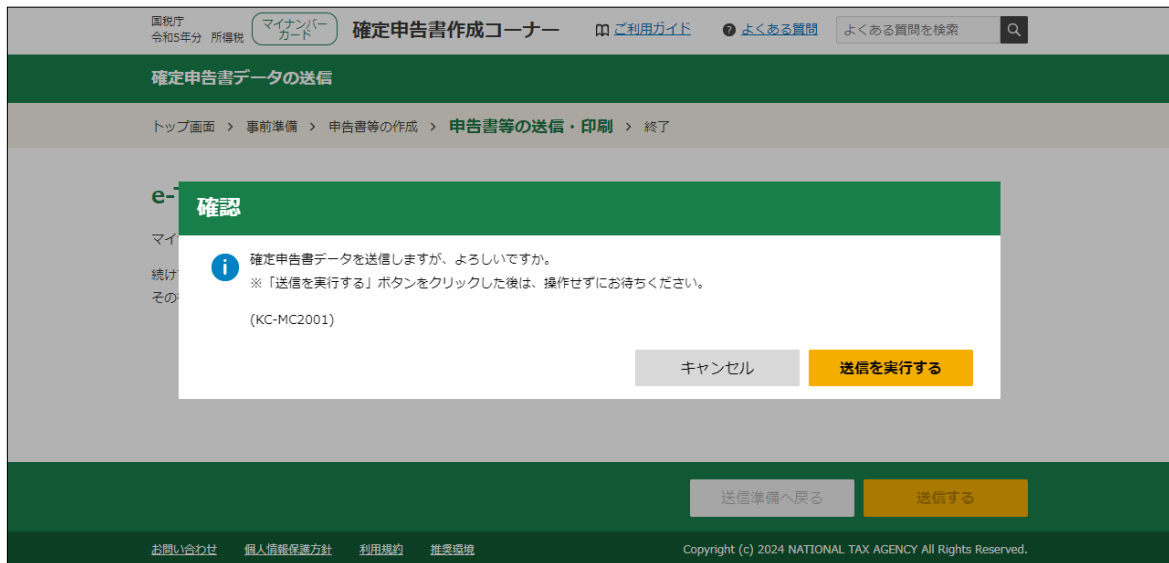 国税庁
令和5年分 所得税
マイナンバー
カード
確定申告書作成コーナー
ご利用ガイド
よくある質問
よくある質問を検索
確定申告書データの送信
トップ画面 > 事前準備 > 申告書等の作成 > 申告書等の送信・印刷 > 終了
e-
確認
マイ
続け
その
確定申告書データを送信しますが、よろしいですか。
※「送信を実行する」ボタンをクリックした後は、操作せずにお待ちください。
(KC-MC2001)
キャンセル
送信を実行する
送信準備へ戻る
送信する
お問い合わせ 個人情報保護方針 利用規約 推奨環境
Copyright (c) 2024 NATIONAL TAX AGENCY All Rights Reserved.